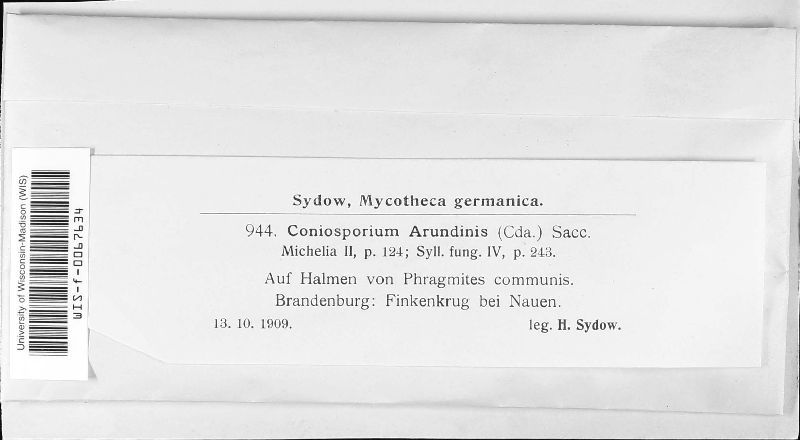 Sydow, Mycotheca germanica.
944. Coniosporium Arundinis (Cda.) Sacc.
Michelia II, p. 124; Syll. fung. IV, p. 243.
Auf Halmen von Phragmites communis.
Brandenburg: Finkenkrug bei Nauen.
13. 10. 1909. leg. H. Sydow.
University of Wisconsin-Madison (WIS)
WIS-f-0067634